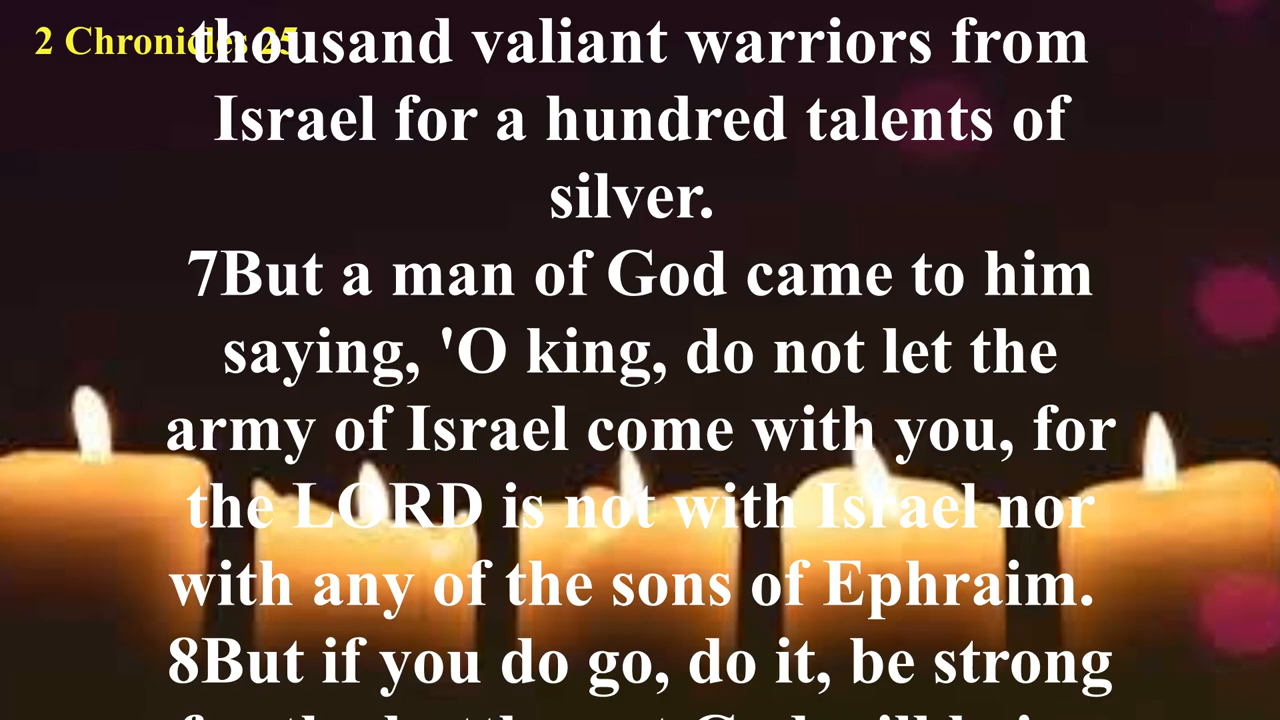 2 Chronicles 25
thousand valiant warriors from
Israel for a hundred talents of
silver.
7But a man of God came to him
saying, 'O king, do not let the
army of Israel come with you, for
the LORD is not with Israel nor
with any of the sons of Ephraim.
8But if you do go, do it, be strong